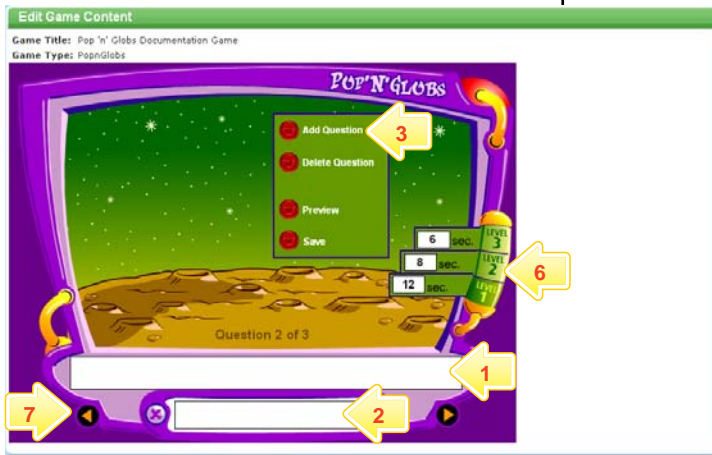 Edit Game Content
Game Title: Pop 'n' Globs Documentation Game
Game Type: PopnGlobs
POP'N'GLOBS
Add Question
3
Delete Question
Preview
Save
6 sec. LEVEL 3
8 sec. LEVEL 2
6
12 sec. LEVEL 1
Question 2 of 3
1
7
2